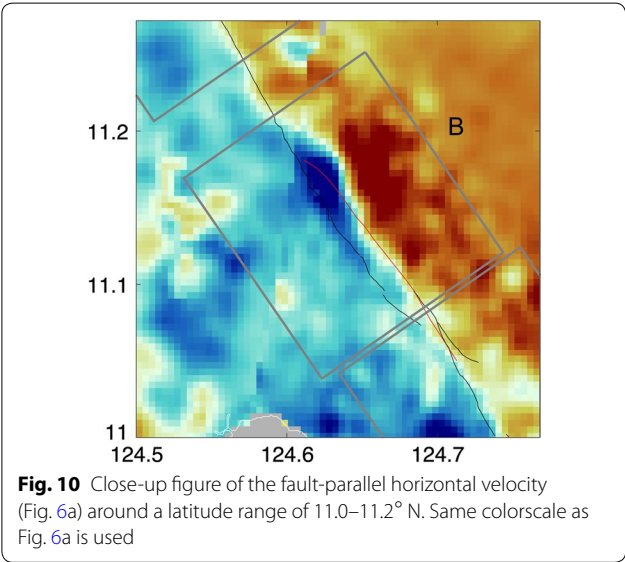 11.2
B
11.1
11
124.5 124.6 124.7
Fig. 10 Close-up figure of the fault-parallel horizontal velocity
(Fig. 6a) around a latitude range of 11.0–11.2° N. Same colorscale as
Fig. 6a is used